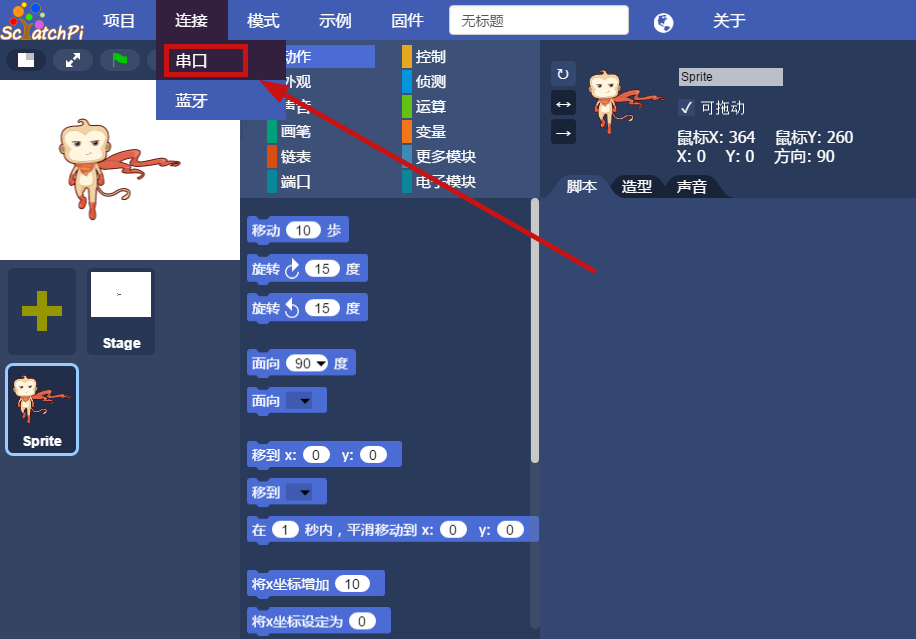 ScratchPi
项目 连接 模式 示例 固件 无标题 关于
串口
蓝牙
动作 控制
外观 侦测
声音 运算
画笔 变量
链表 更多模块
端口 电子模块
Sprite
可拖动
鼠标X: 364 鼠标Y: 260
X: 0 Y: 0 方向: 90
脚本 造型 声音
移动 10 步
旋转 15 度
旋转 15 度
面向 90 度
面向
移到 x: 0 y: 0
移到
在 1 秒内，平滑移动到 x: 0 y: 0
将x坐标增加 10
将x坐标设定为 0
Stage
Sprite